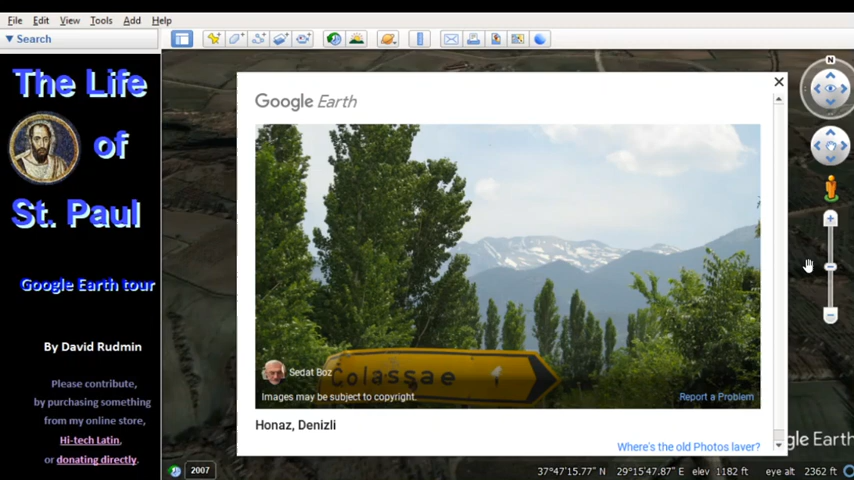 File Edit View Tools Add Help
Search
The Life
of
St. Paul
Google Earth tour
By David Rudmin
Please contribute,
by purchasing something
from my online store,
Hi-tech Latin,
or donating directly.
Google Earth
Colassae
Sedat Boz
Images may be subject to copyright.
Report a Problem
Honaz, Denizli
Where's the old Photos layer?
gle Earth
N
2007
37°47'15.77" N 29°15'47.87" E elev 1182 ft eye alt 2362 ft